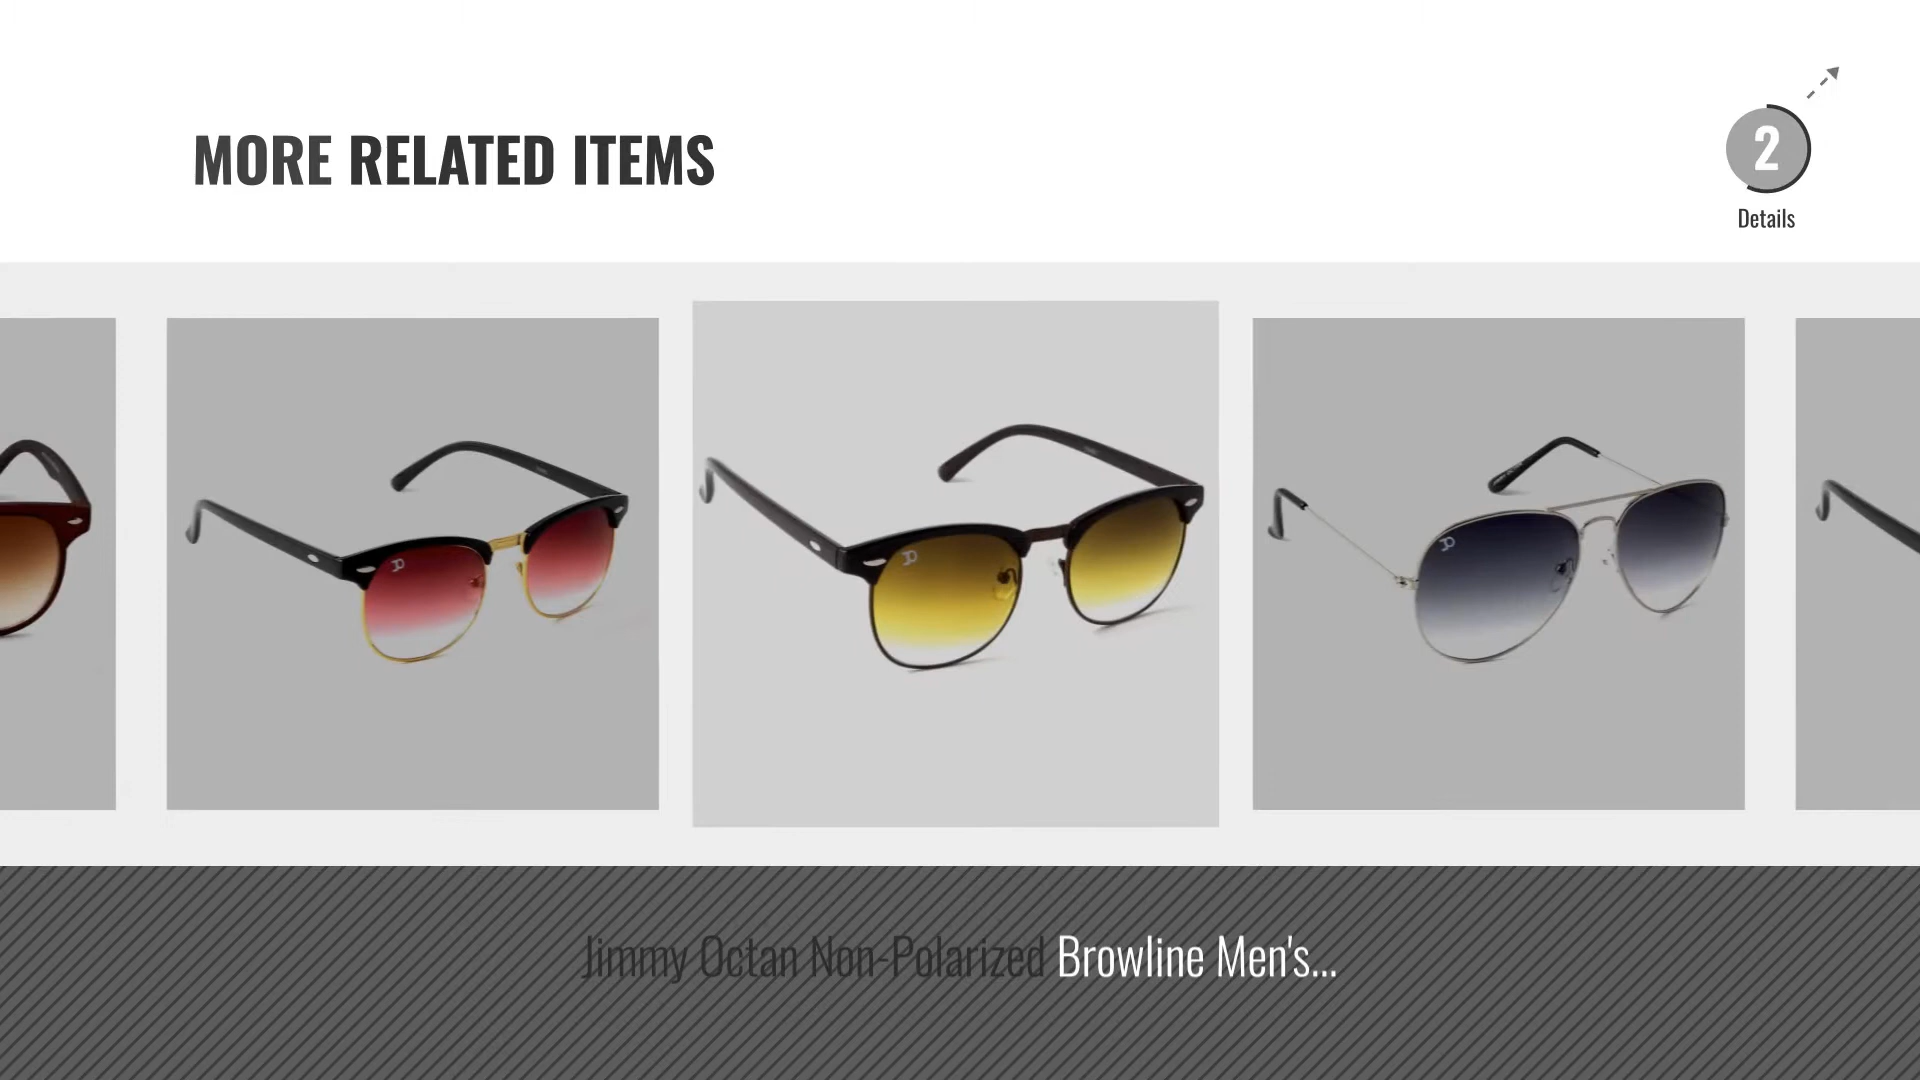 MORE RELATED ITEMS
2
Details
Jimmy Octan Non-Polarized Browline Men's...